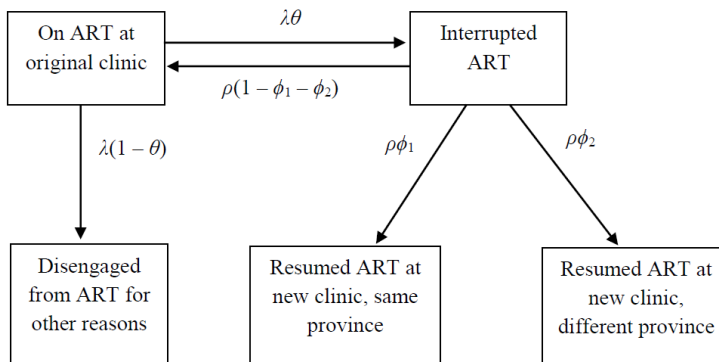 On ART at
original clinic
λθ
Interrupted
ART
ρ(1 – ϕ₁ – ϕ₂)
λ(1 – θ)
ρϕ₁
ρϕ₂
Disengaged
from ART for
other reasons
Resumed ART at
new clinic, same
province
Resumed ART at
new clinic,
different province